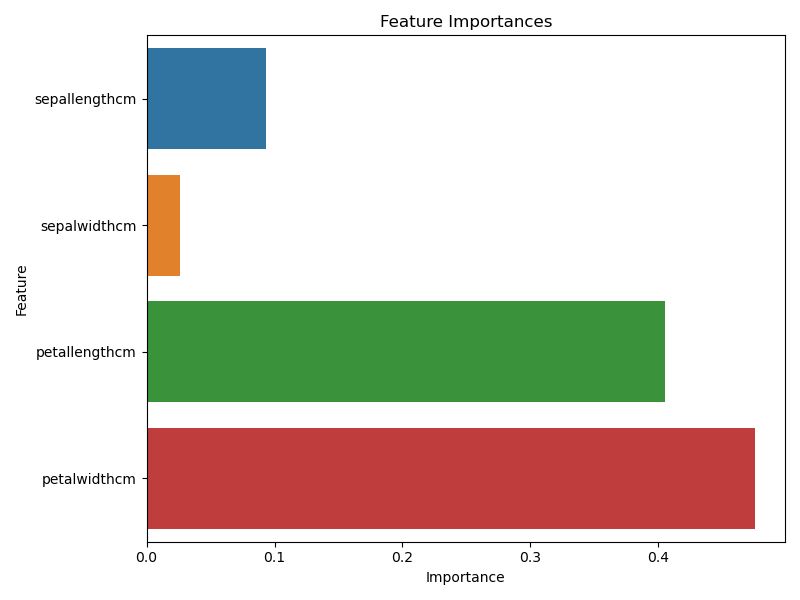 Feature Importances
sepallengthcm
sepalwidthcm
petallengthcm
petalwidthcm
Feature
0.0 0.1 0.2 0.3 0.4
Importance